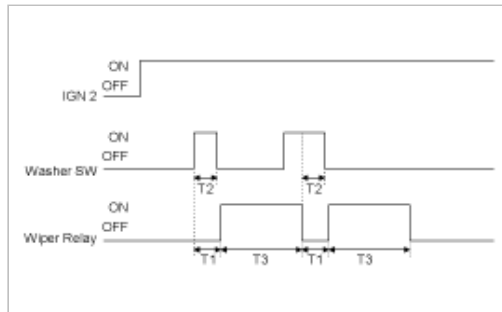 ON
OFF
IGN 2
ON
OFF
Washer SW
T2
T2
ON
OFF
Wiper Relay
T1
T3
T1
T3